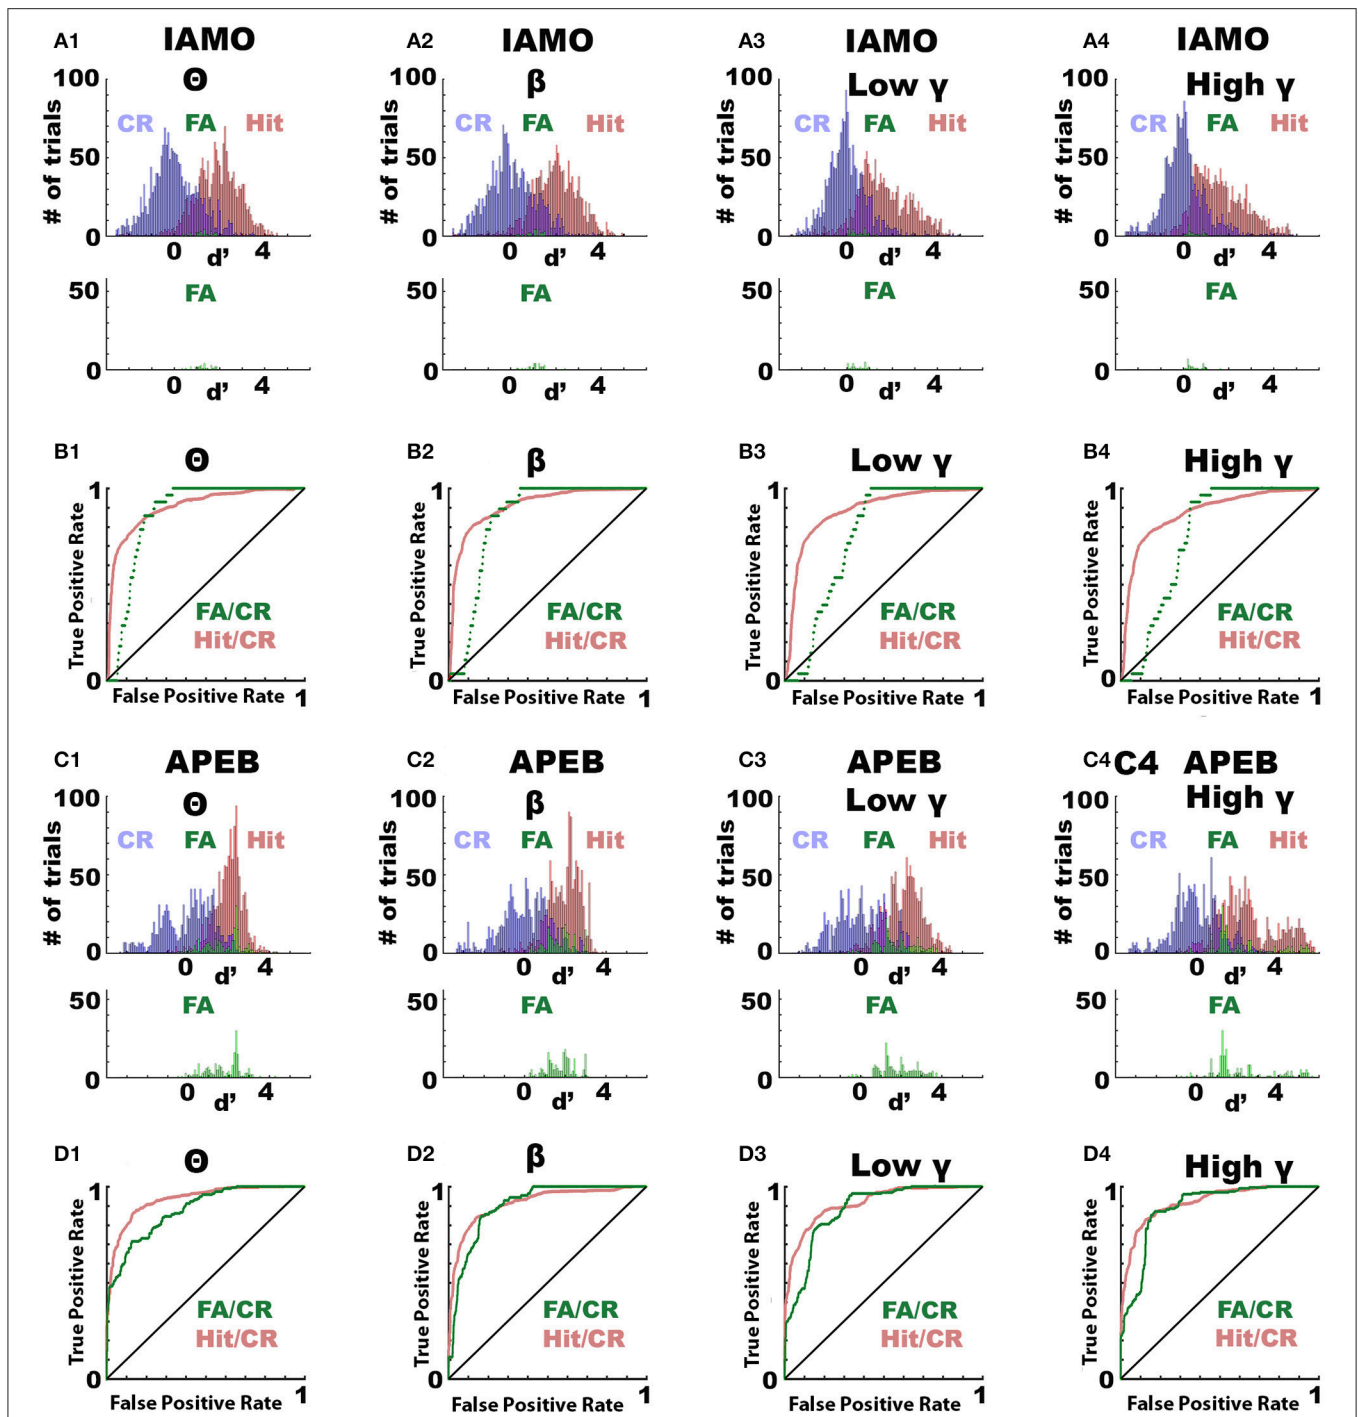 A1 IAMO A2 IAMO A3 IAMO A4 IAMO
Θ β Low γ High γ
100 100 100 100
CR FA Hit CR FA Hit CR FA Hit CR FA Hit
# of trials # of trials # of trials # of trials
50 50 50 50
0 0 0 0
0 d' 4 0 d' 4 0 d' 4 0 d' 4
50 FA 50 FA 50 FA 50 FA
0 0 0 0
0 d' 4 0 d' 4 0 d' 4 0 d' 4
B1 Θ B2 β B3 Low γ B4 High γ
1 1 1 1
True Positive Rate True Positive Rate True Positive Rate True Positive Rate
FA/CR FA/CR FA/CR FA/CR
Hit/CR Hit/CR Hit/CR Hit/CR
0 0 0 0
False Positive Rate 1 False Positive Rate 1 False Positive Rate 1 False Positive Rate 1
C1 APEB C2 APEB C3 APEB C4 C4 APEB
Θ β Low γ High γ
100 100 100 100
CR FA Hit CR FA Hit CR FA Hit CR FA Hit
# of trials # of trials # of trials # of trials
50 50 50 50
0 0 0 0
0 d' 4 0 d' 4 0 d' 4 0 d' 4
50 FA 50 FA 50 FA 50 FA
0 0 0 0
0 d' 4 0 d' 4 0 d' 4 0 d' 4
D1 Θ D2 β D3 Low γ D4 High γ
1 1 1 1
True Positive Rate True Positive Rate True Positive Rate True Positive Rate
FA/CR FA/CR FA/CR FA/CR
Hit/CR Hit/CR Hit/CR Hit/CR
0 0 0 0
False Positive Rate 1 False Positive Rate 1 False Positive Rate 1 False Positive Rate 1